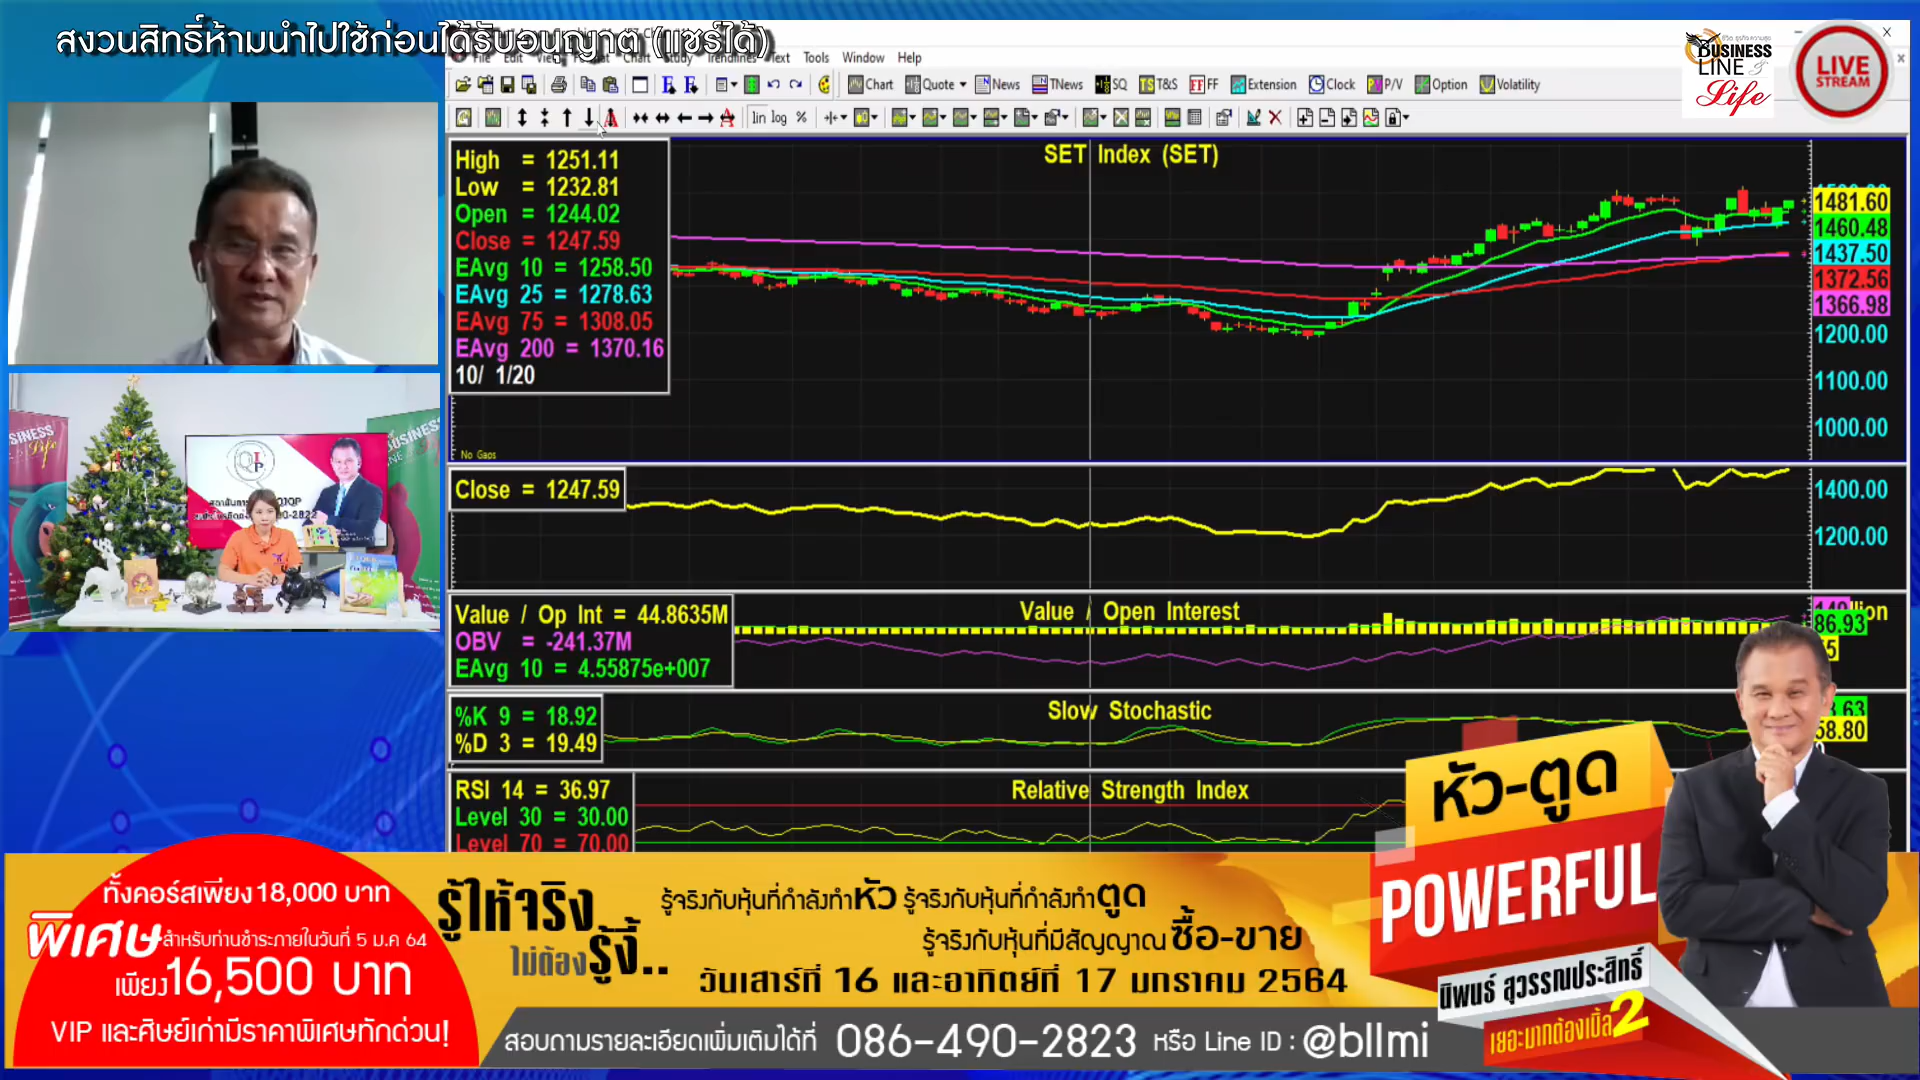 สงวนสิทธิ์ห้ามนำไปใช้ก่อนได้รับอนุญาต (แชร์ได้)
Tools Window Help
Chart Quote News TNews SQ T&S FF Extension Clock P/V Option Volatility
lin log %
BUSINESS
LINE &
Life
LIVE
STREAM
SET Index (SET)
High = 1251.11
Low = 1232.81
Open = 1244.02
Close = 1247.59
EAvg 10 = 1258.50
EAvg 25 = 1278.63
EAvg 75 = 1308.05
EAvg 200 = 1370.16
10/ 1/20
No Gaps
1481.60
1460.48
1437.50
1372.56
1366.98
1200.00
1100.00
1000.00
Close = 1247.59
1400.00
1200.00
Value / Op Int = 44.8635M
OBV = -241.37M
EAvg 10 = 4.55875e+007
Value / Open Interest
86.93
%K 9 = 18.92
%D 3 = 19.49
Slow Stochastic
58.80
RSI 14 = 36.97
Level 30 = 30.00
Level 70 = 70.00
Relative Strength Index
หัว-ตูด
POWERFUL
นิพนธ์ สุวรรณประสิทธิ์
เยอะมากต้องเบิ้ล 2
ทั้งคอร์สเพียง 18,000 บาท
พิเศษ สำหรับท่านชำระภายในวันที่ 5 ม.ค 64
เพียง 16,500 บาท
VIP และศิษย์เก่ามีราคาพิเศษทักด่วน!
รู้ให้จริง
ไม่ต้องรู้งี้..
รู้จริงกับหุ้นที่กำลังทำหัว รู้จริงกับหุ้นที่กำลังทำตูด
รู้จริงกับหุ้นที่มีสัญญาณ ซื้อ-ขาย
วันเสาร์ที่ 16 และอาทิตย์ที่ 17 มกราคม 2564
สอบถามรายละเอียดเพิ่มเติมได้ที่ 086-490-2823 หรือ Line ID : @bllmi